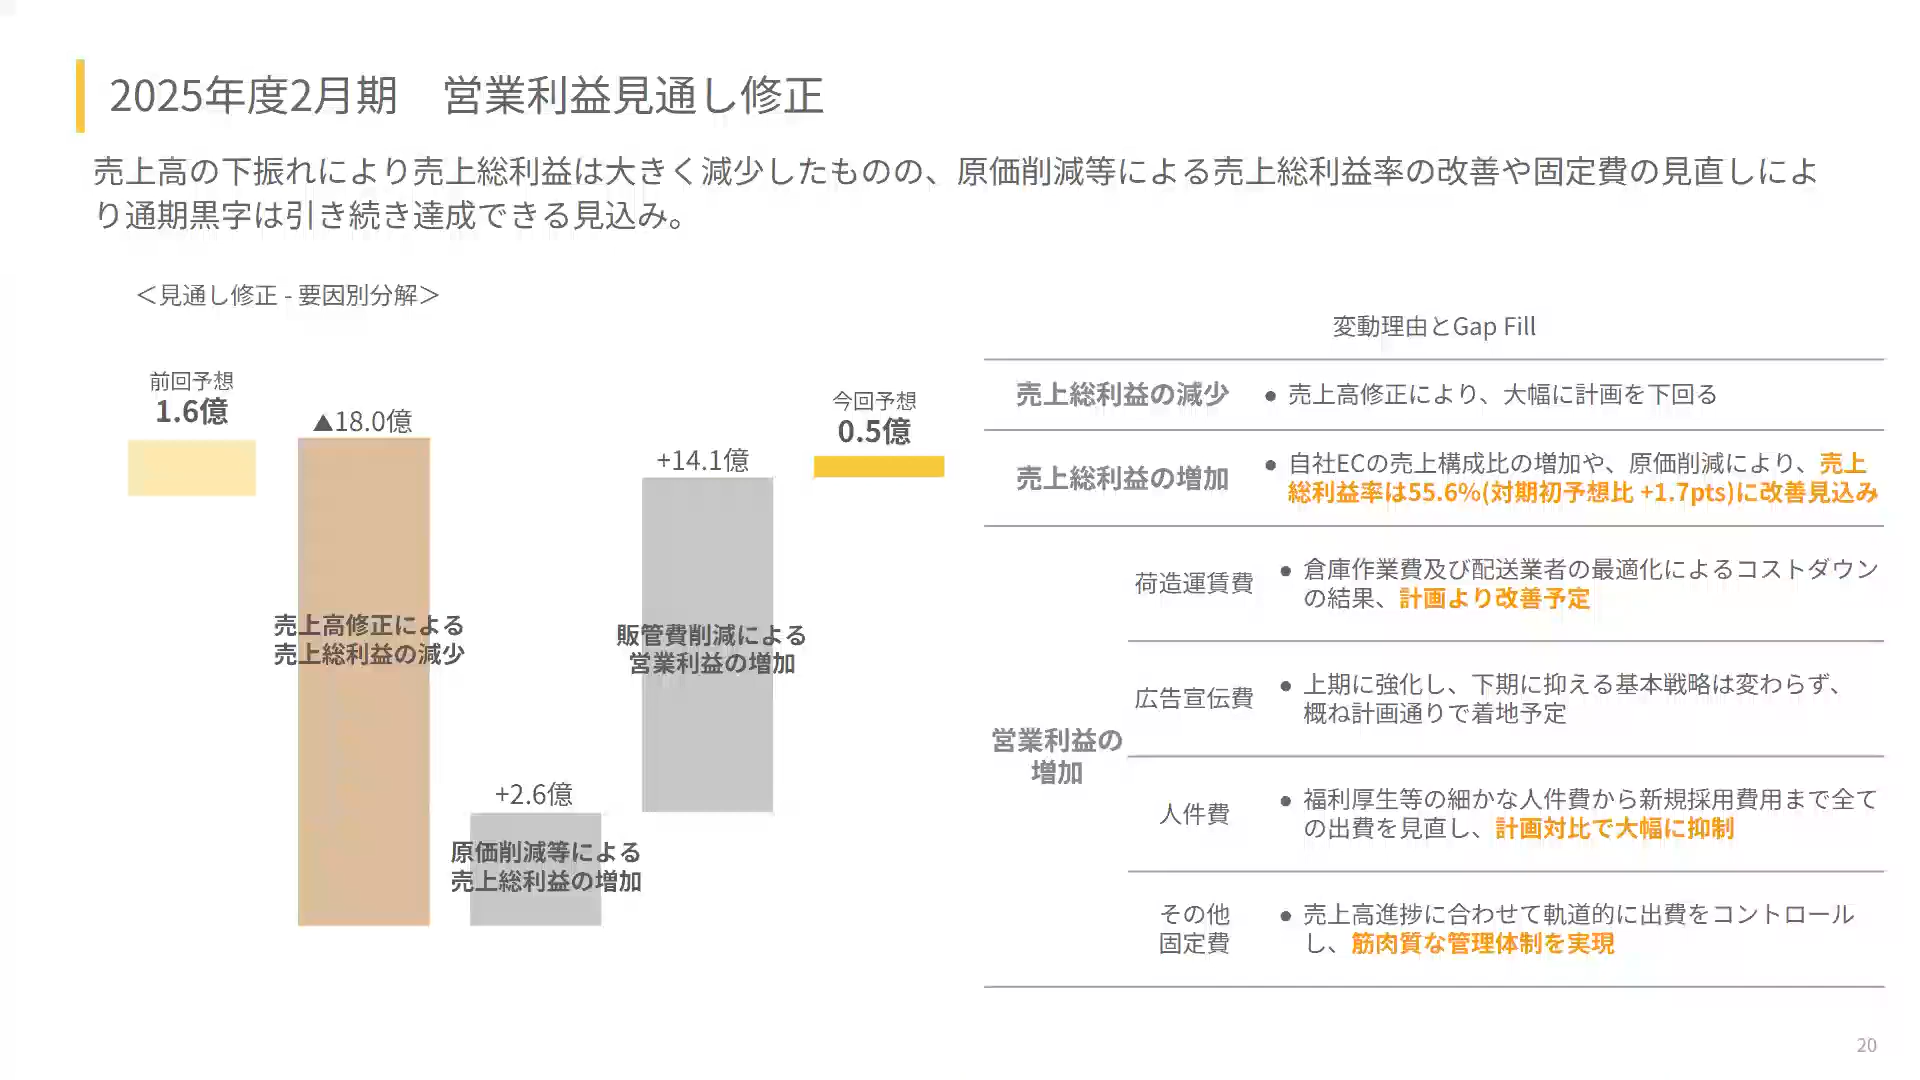 2025年度2月期　営業利益見通し修正
売上高の下振れにより売上総利益は大きく減少したものの、原価削減等による売上総利益率の改善や固定費の見直しによ
り通期黒字は引き続き達成できる見込み。
＜見通し修正 - 要因別分解＞
前回予想
1.6億
▲18.0億
売上高修正による
売上総利益の減少
+2.6億
原価削減等による
売上総利益の増加
+14.1億
販管費削減による
営業利益の増加
今回予想
0.5億
変動理由とGap Fill
売上総利益の減少
● 売上高修正により、大幅に計画を下回る
売上総利益の増加
● 自社ECの売上構成比の増加や、原価削減により、売上
総利益率は55.6%(対期初予想比 +1.7pts)に改善見込み
営業利益の
増加
荷造運賃費
● 倉庫作業費及び配送業者の最適化によるコストダウン
の結果、計画より改善予定
広告宣伝費
● 上期に強化し、下期に抑える基本戦略は変わらず、
概ね計画通りで着地予定
人件費
● 福利厚生等の細かな人件費から新規採用費用まで全て
の出費を見直し、計画対比で大幅に抑制
その他
固定費
● 売上高進捗に合わせて軌道的に出費をコントロール
し、筋肉質な管理体制を実現
20